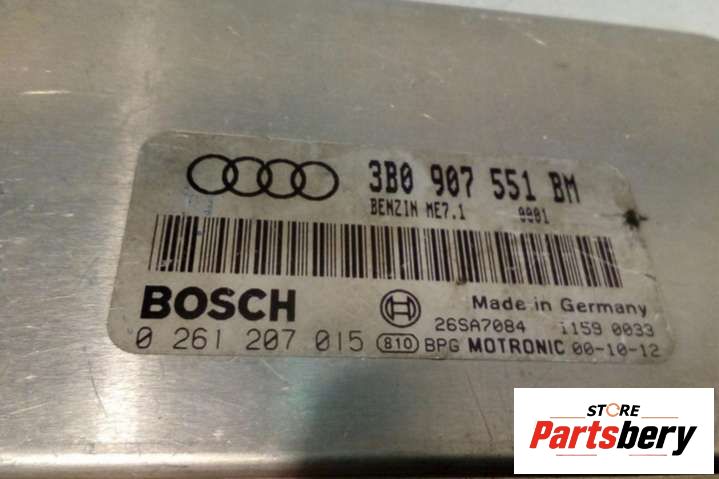 3B0 907 551 BM
BENZIN ME7.1 0001
BOSCH
Made in Germany
26SA7084 1159 0033
0 261 207 015 810 BPG MOTRONIC 00-10-12
STORE
Partsbery